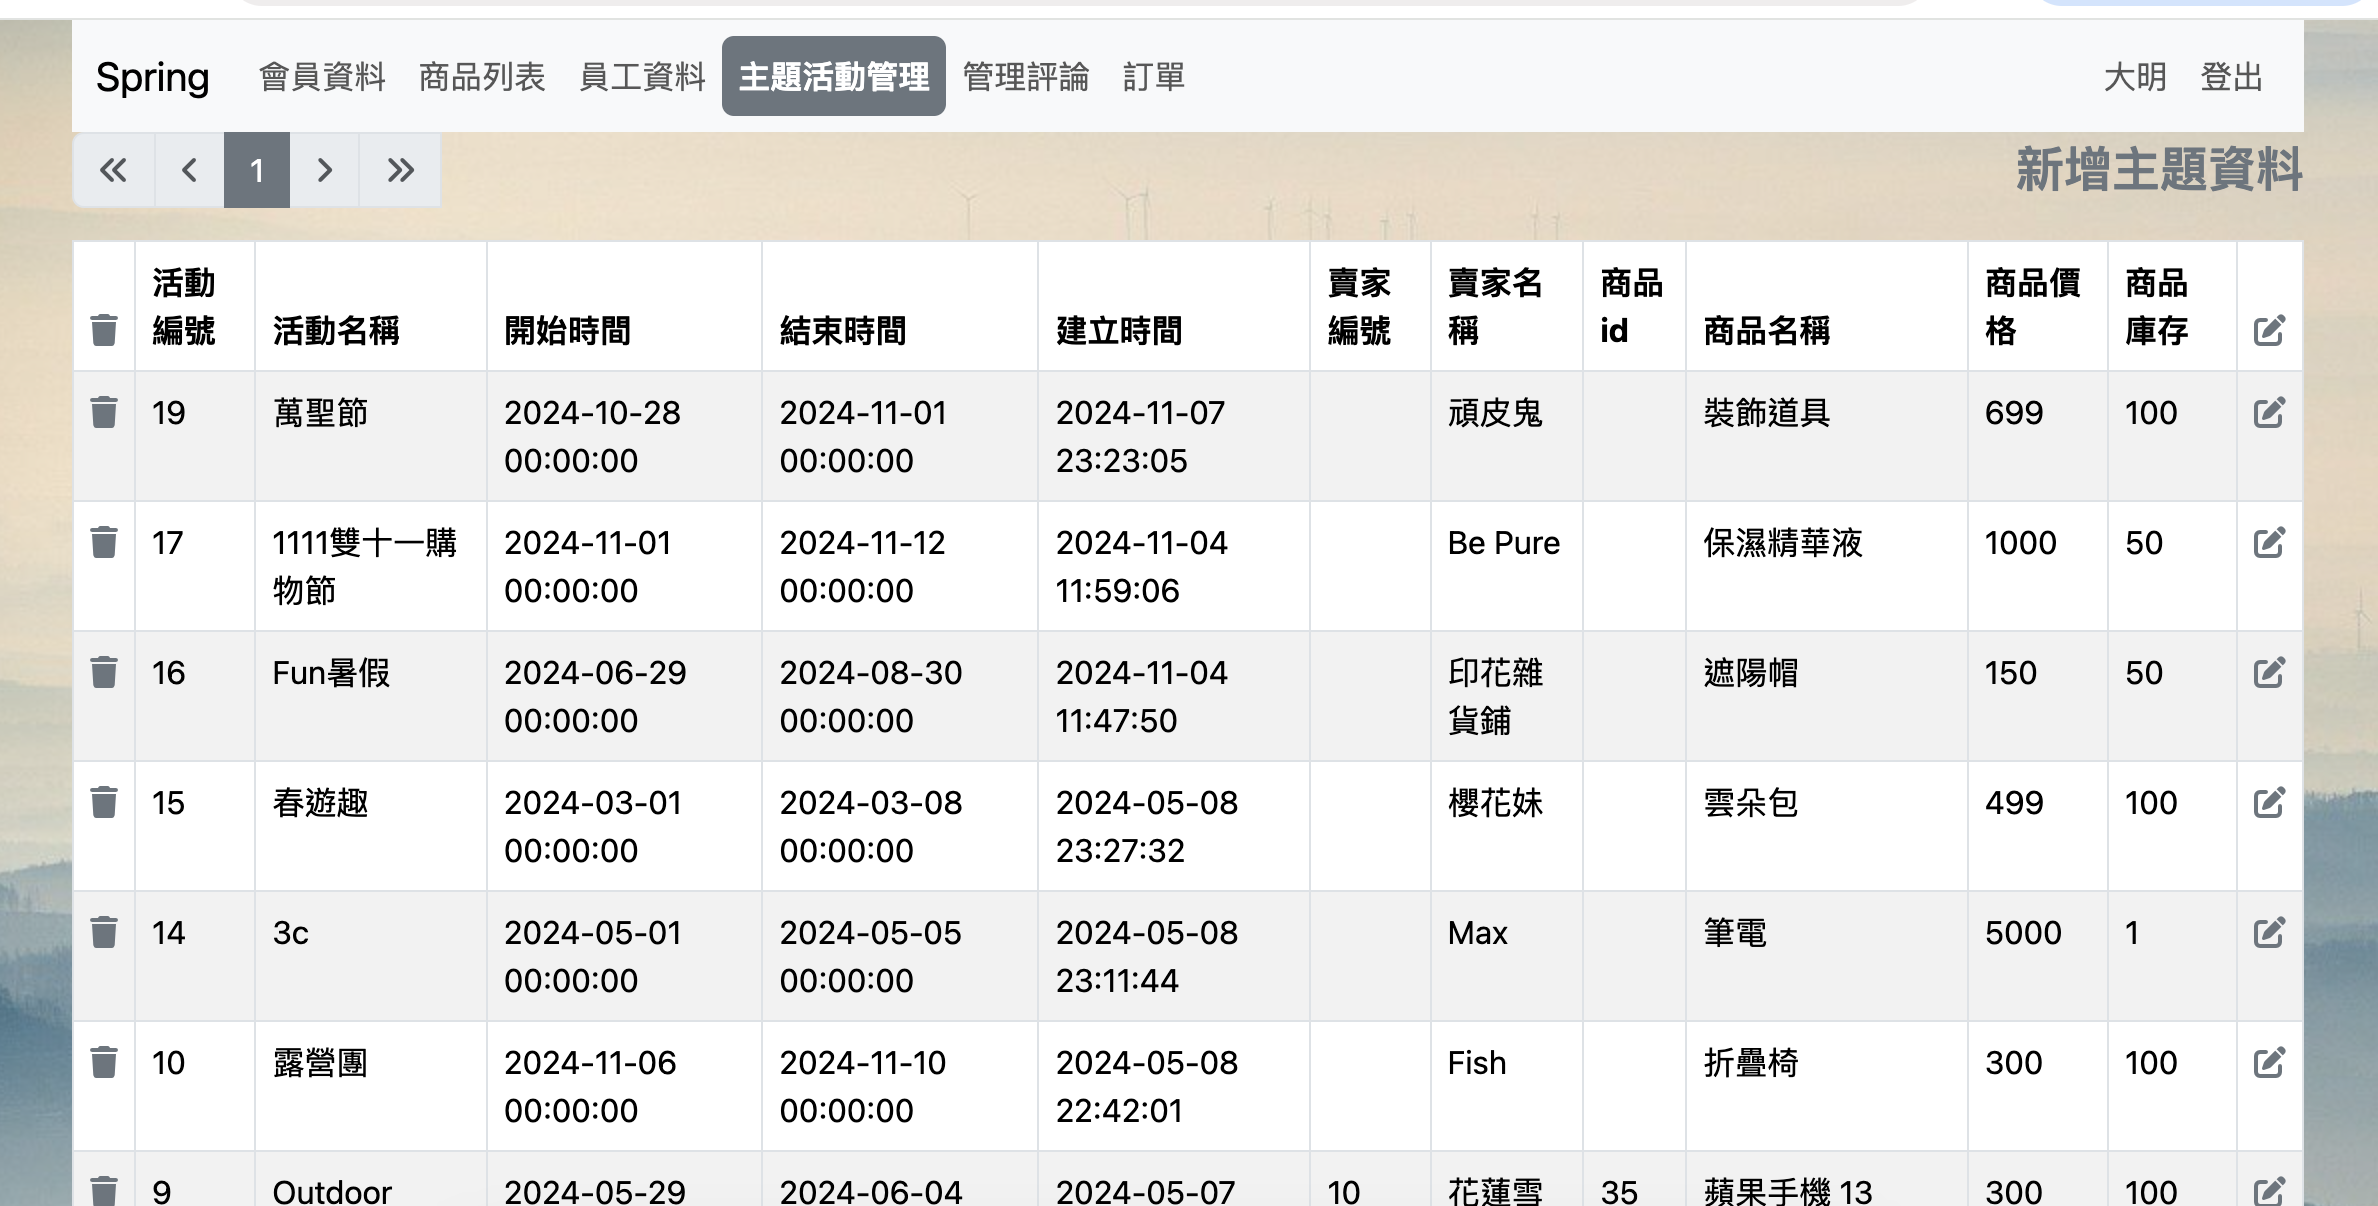 Spring 會員資料 商品列表 員工資料 主題活動管理 管理評論 訂單 大明 登出
1 新增主題資料
活動 賣家 賣家名 商品 商品價 商品
編號 活動名稱 開始時間 結束時間 建立時間 編號 稱 id 商品名稱 格 庫存
19 萬聖節 2024-10-28 2024-11-01 2024-11-07 頑皮鬼 裝飾道具 699 100
00:00:00 00:00:00 23:23:05
17 1111雙十一購 2024-11-01 2024-11-12 2024-11-04 Be Pure 保濕精華液 1000 50
物節 00:00:00 00:00:00 11:59:06
16 Fun暑假 2024-06-29 2024-08-30 2024-11-04 印花雜 遮陽帽 150 50
00:00:00 00:00:00 11:47:50 貨鋪
15 春遊趣 2024-03-01 2024-03-08 2024-05-08 櫻花妹 雲朵包 499 100
00:00:00 00:00:00 23:27:32
14 3c 2024-05-01 2024-05-05 2024-05-08 Max 筆電 5000 1
00:00:00 00:00:00 23:11:44
10 露營團 2024-11-06 2024-11-10 2024-05-08 Fish 折疊椅 300 100
00:00:00 00:00:00 22:42:01
9 Outdoor 2024-05-29 2024-06-04 2024-05-07 10 花蓮雪 35 蘋果手機 13 300 100